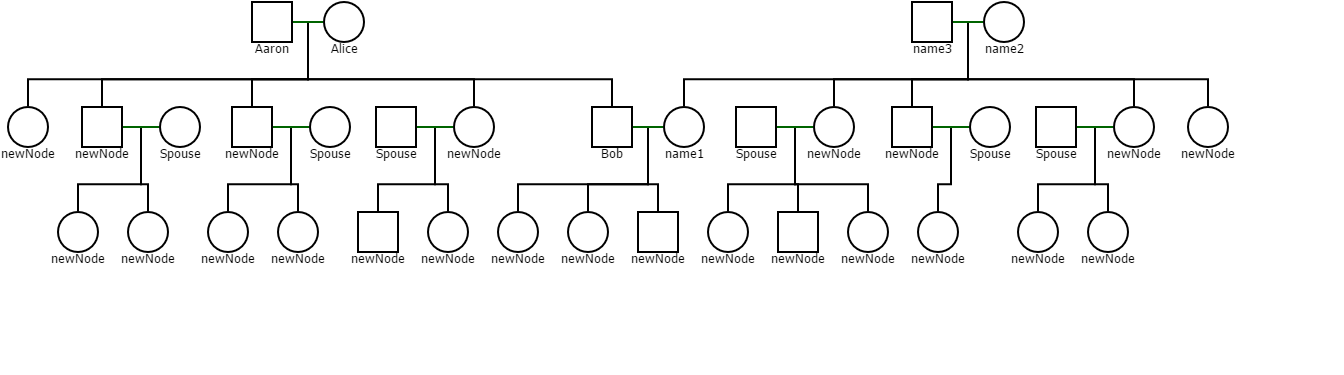 Aaron Alice name3 name2
newNode newNode Spouse newNode Spouse Spouse newNode Bob name1 Spouse newNode newNode Spouse Spouse newNode newNode
newNode newNode newNode newNode newNode newNode newNode newNode newNode newNode newNode newNode newNode newNode newNode